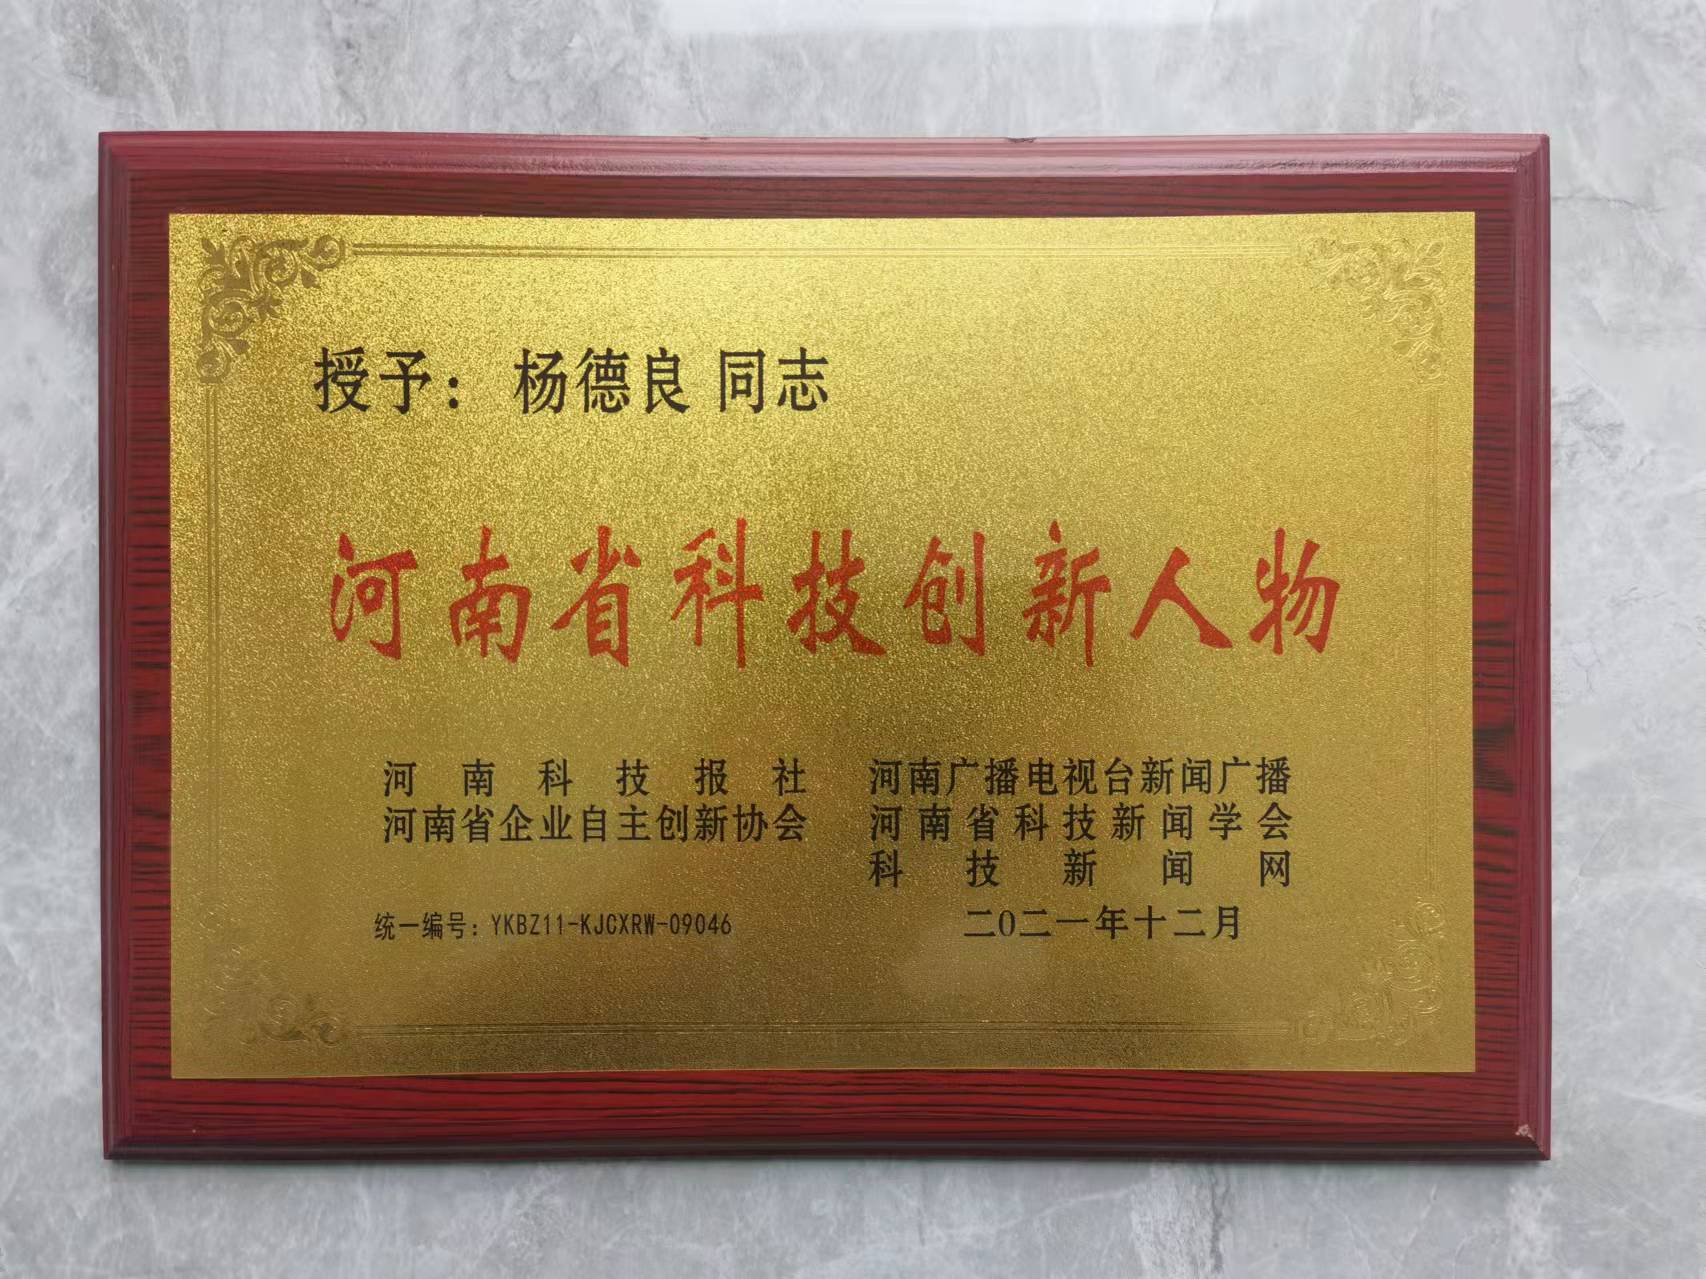 授予： 杨德良 同志
河南省科技创新人物
河南科技报社
河南省企业自主创新协会
河南广播电视台新闻广播
河南省科技新闻学会
科技新闻网
统一编号：YKBZ11-KJCXRW-09046
二〇二一年十二月